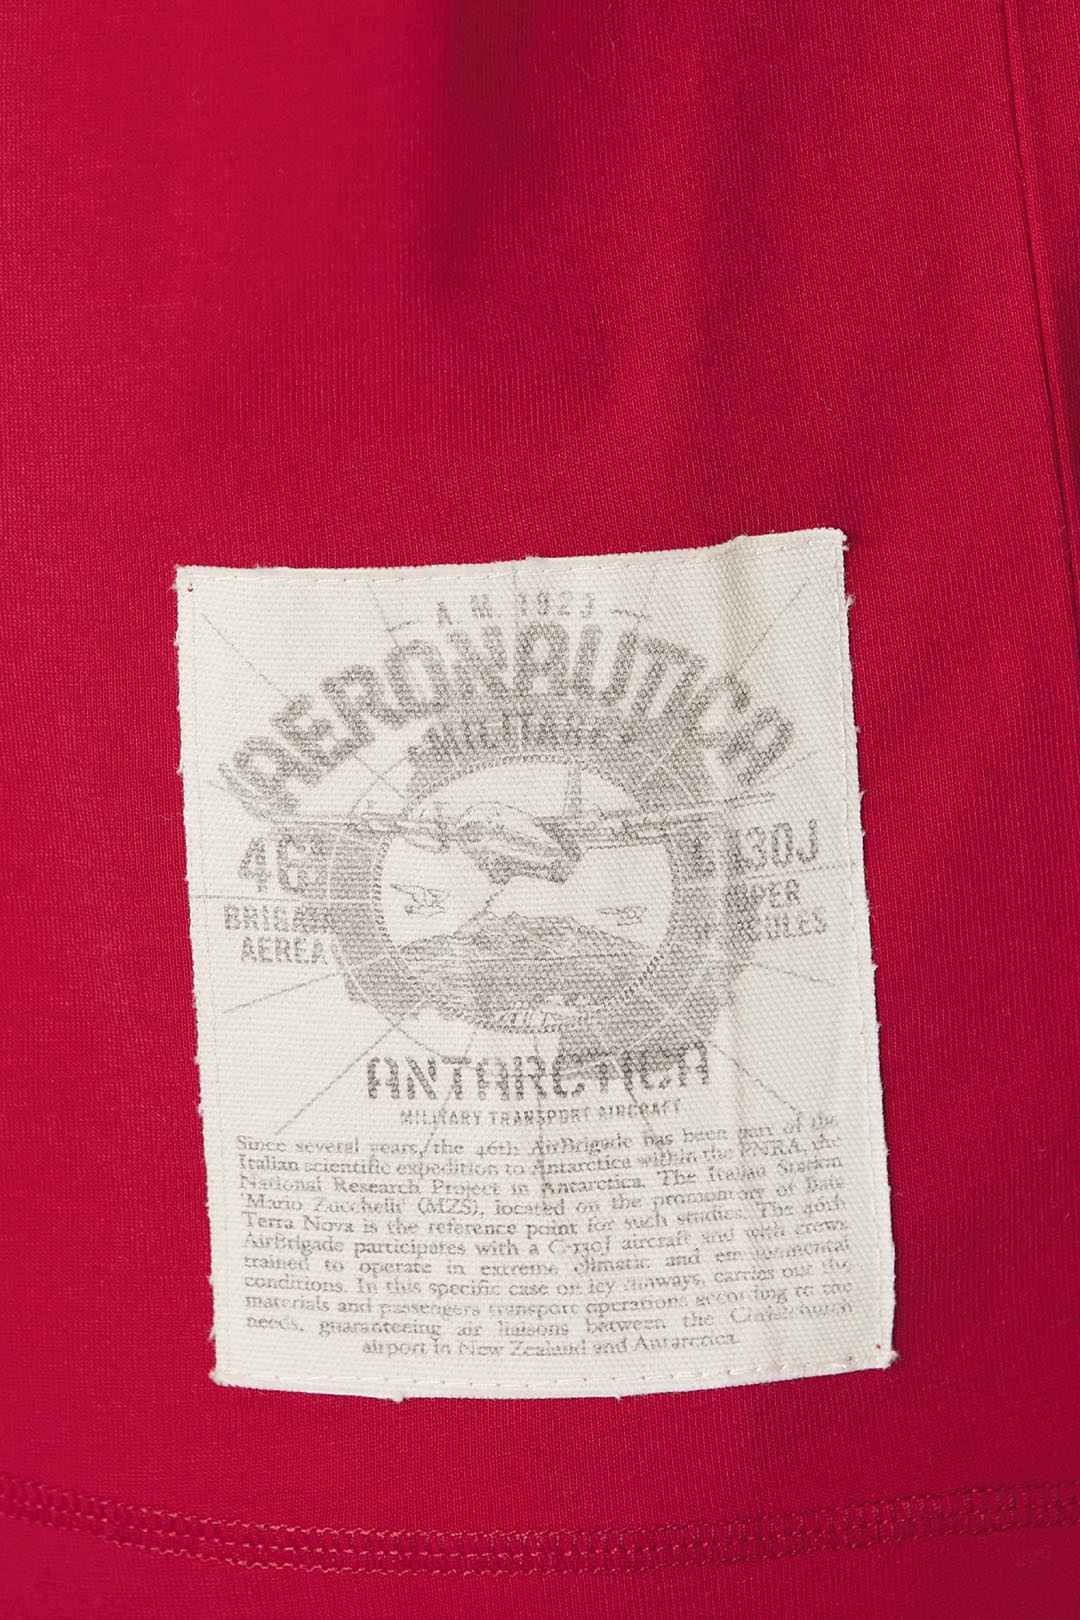 A.M. 1923
AERONAUTICA
MILITARE
46ª
BRIGATA
AEREA
C-130J
SUPER
HERCULES
ANTARCTICA
MILITARY TRANSPORT AIRCRAFT
Since several years, the 46th AirBrigade has been part of the
Italian scientific expedition to Antarctica within the PNRA, the
National Research Project in Antarctica. The Italian Station
'Mario Zucchelli' (MZS), located on the promontory of Baia
Terra Nova is the reference point for such studies. The 46th
AirBrigade participates with a C-130J aircraft and with crews
trained to operate in extreme climatic and environmental
conditions. In this specific case on icy runways, carries out the
materials and passengers transport operations according to the
needs, guaranteeing air liaisons between the Christchurch
airport in New Zealand and Antarctica.